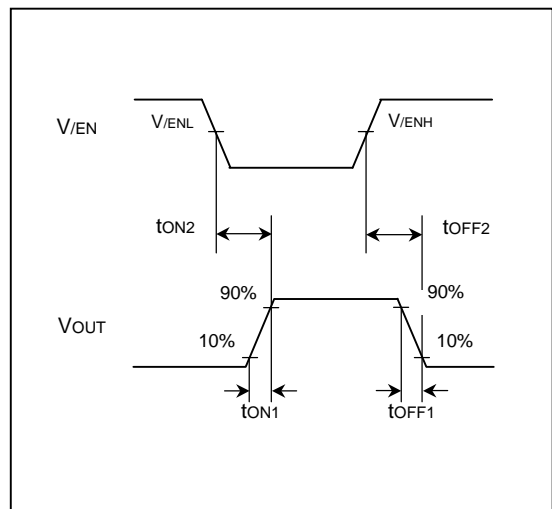 V/EN
V/ENL
V/ENH
tON2
tOFF2
90%
90%
VOUT
10%
10%
tON1
tOFF1